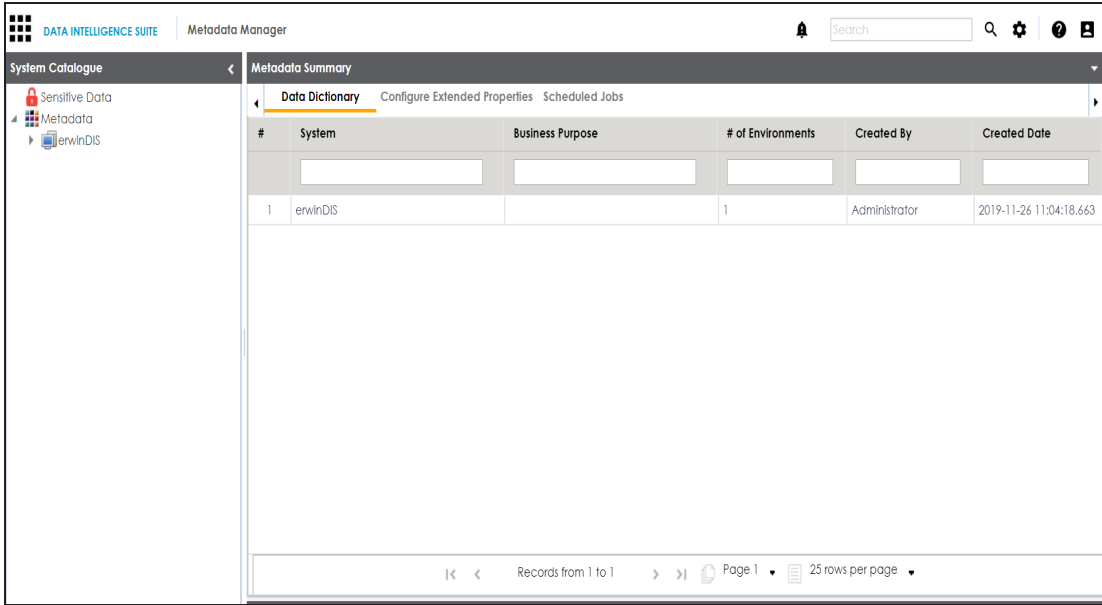 DATA INTELLIGENCE SUITE Metadata Manager Search
System Catalogue
Sensitive Data
Metadata
erwinDIS
Metadata Summary
Data Dictionary Configure Extended Properties Scheduled Jobs
# System Business Purpose # of Environments Created By Created Date
1 erwinDIS 1 Administrator 2019-11-26 11:04:18.663
Records from 1 to 1 Page 1 25 rows per page